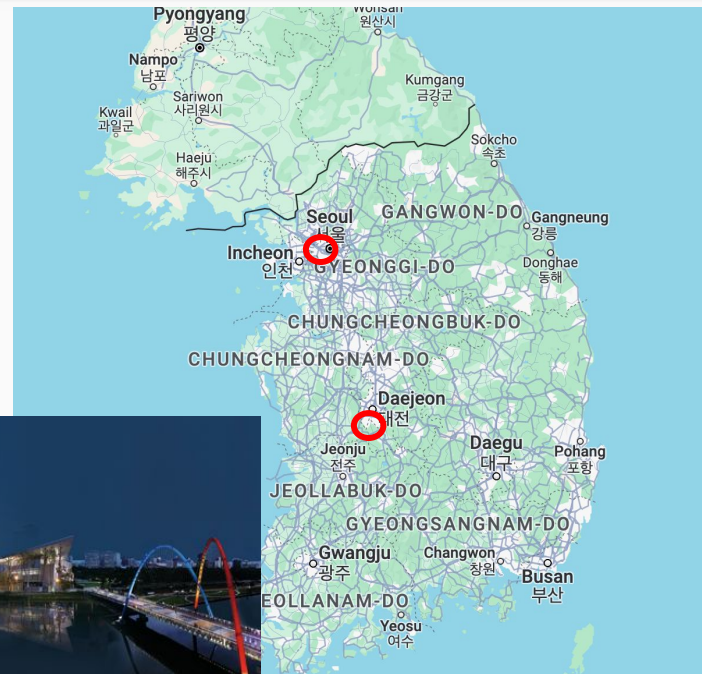 Pyongyang
평양
Wonsan
원산시
Nampo
남포
Kumgang
금강군
Sariwon
사리원시
Kwail
과일군
Sokcho
속초
Haeju
해주시
Seoul
서울
GANGWON-DO
Gangneung
강릉
Incheon
인천
GYEONGGI-DO
Donghae
동해
CHUNGCHEONGBUK-DO
CHUNGCHEONGNAM-DO
Daejeon
대전
Daegu
대구
Pohang
포항
Jeonju
전주
JEOLLABUK-DO
GYEONGSANGNAM-DO
Gwangju
광주
Changwon
창원
Busan
부산
EOLLANAM-DO
Yeosu
여수